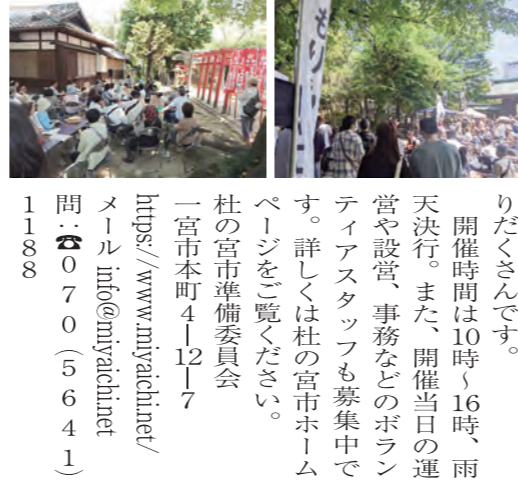 りだくさんです。
　開催時間は10時～16時、雨
天決行。また、開催当日の運
営や設営、事務などのボラン
ティアスタッフも募集中で
す。詳しくは杜の宮市ホーム
ページをご覧ください。
杜の宮市準備委員会
一宮市本町4―12―7
https://www.miyaichi.net/
メール info@miyaichi.net
問：☎070（5641）
1188